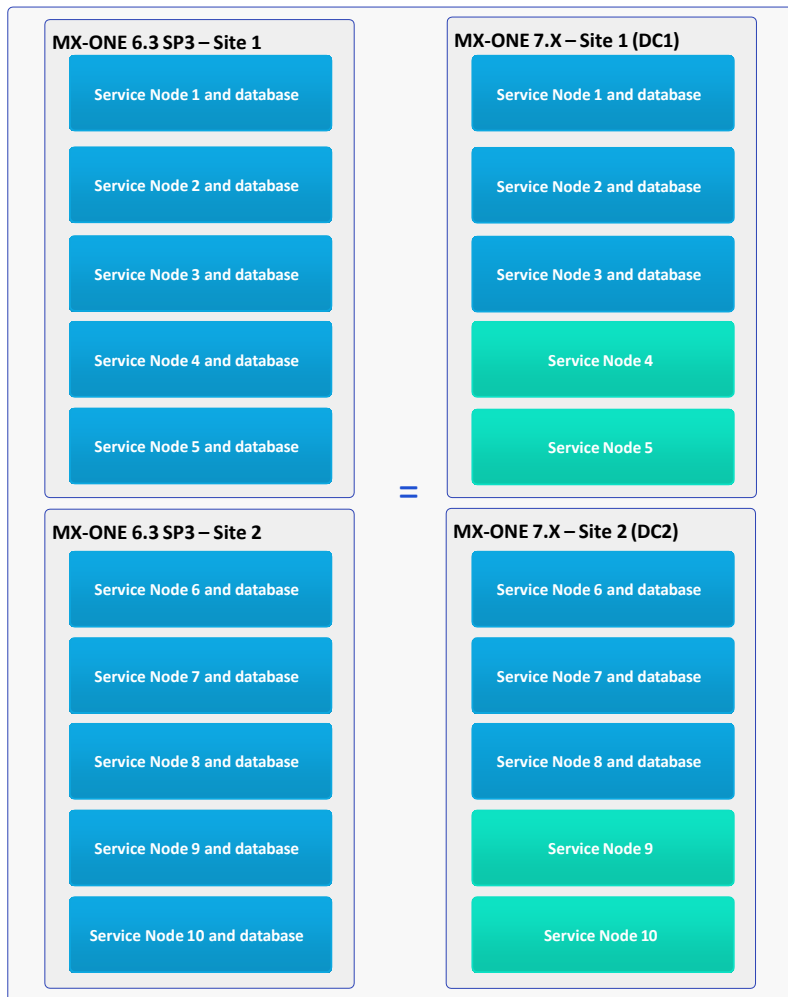 MX-ONE 6.3 SP3 – Site 1
Service Node 1 and database
Service Node 2 and database
Service Node 3 and database
Service Node 4 and database
Service Node 5 and database
MX-ONE 7.X – Site 1 (DC1)
Service Node 1 and database
Service Node 2 and database
Service Node 3 and database
Service Node 4
Service Node 5
=
MX-ONE 6.3 SP3 – Site 2
Service Node 6 and database
Service Node 7 and database
Service Node 8 and database
Service Node 9 and database
Service Node 10 and database
MX-ONE 7.X – Site 2 (DC2)
Service Node 6 and database
Service Node 7 and database
Service Node 8 and database
Service Node 9
Service Node 10